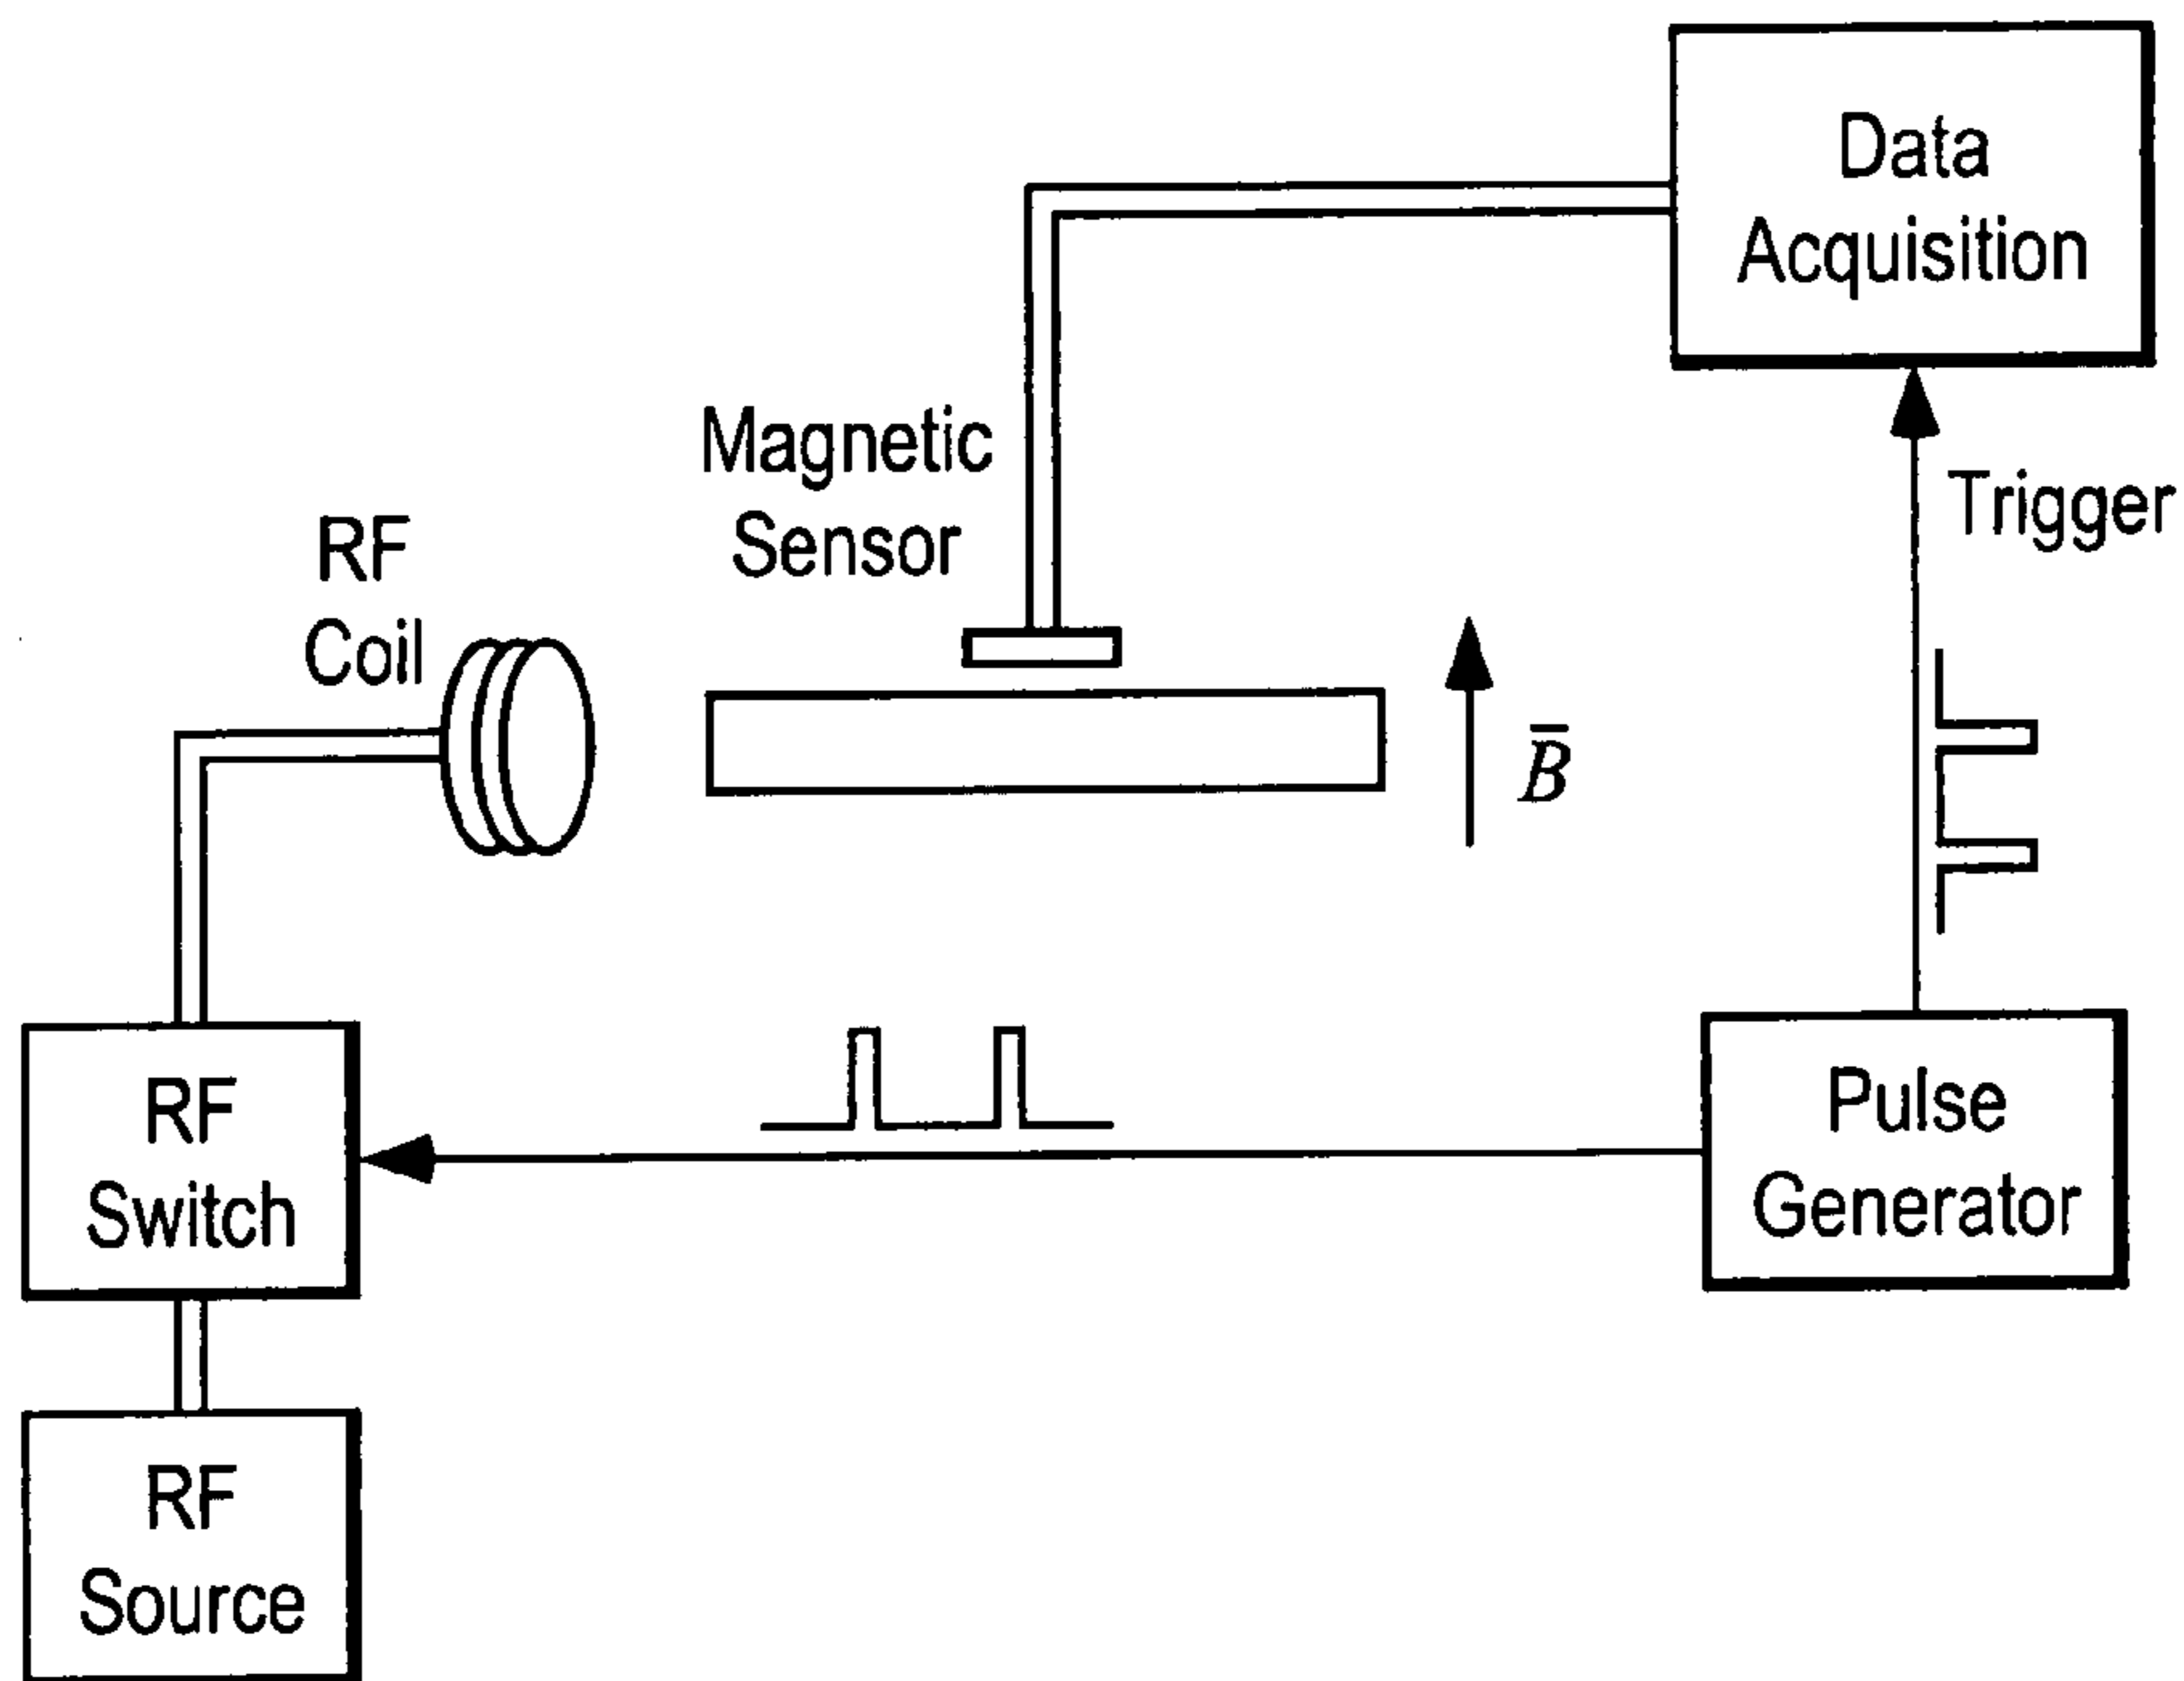 Data
Acquisition
Magnetic
Sensor
Trigger
RF
Coil
B̅
RF
Switch
Pulse
Generator
RF
Source